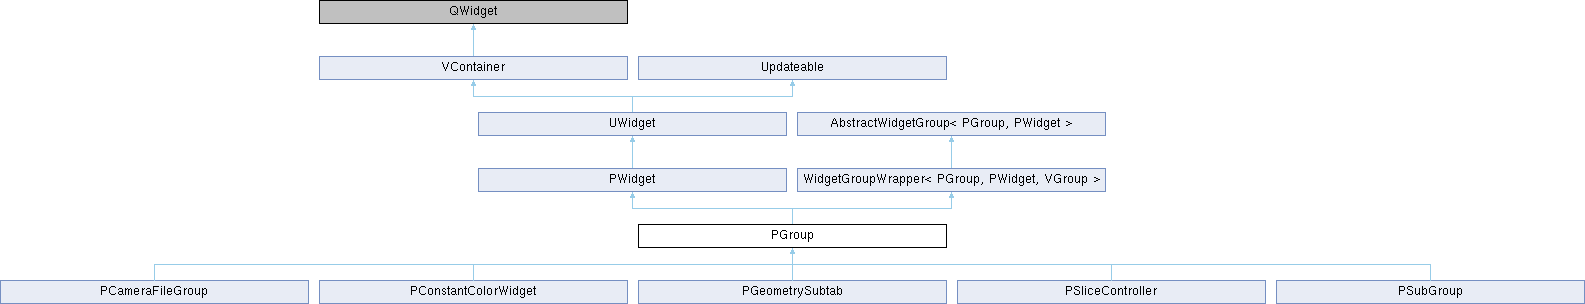 QWidget
VContainer
Updateable
UWidget
AbstractWidgetGroup< PGroup, PWidget >
PWidget
WidgetGroupWrapper< PGroup, PWidget, VGroup >
PGroup
PCameraFileGroup
PConstantColorWidget
PGeometrySubtab
PSliceController
PSubGroup